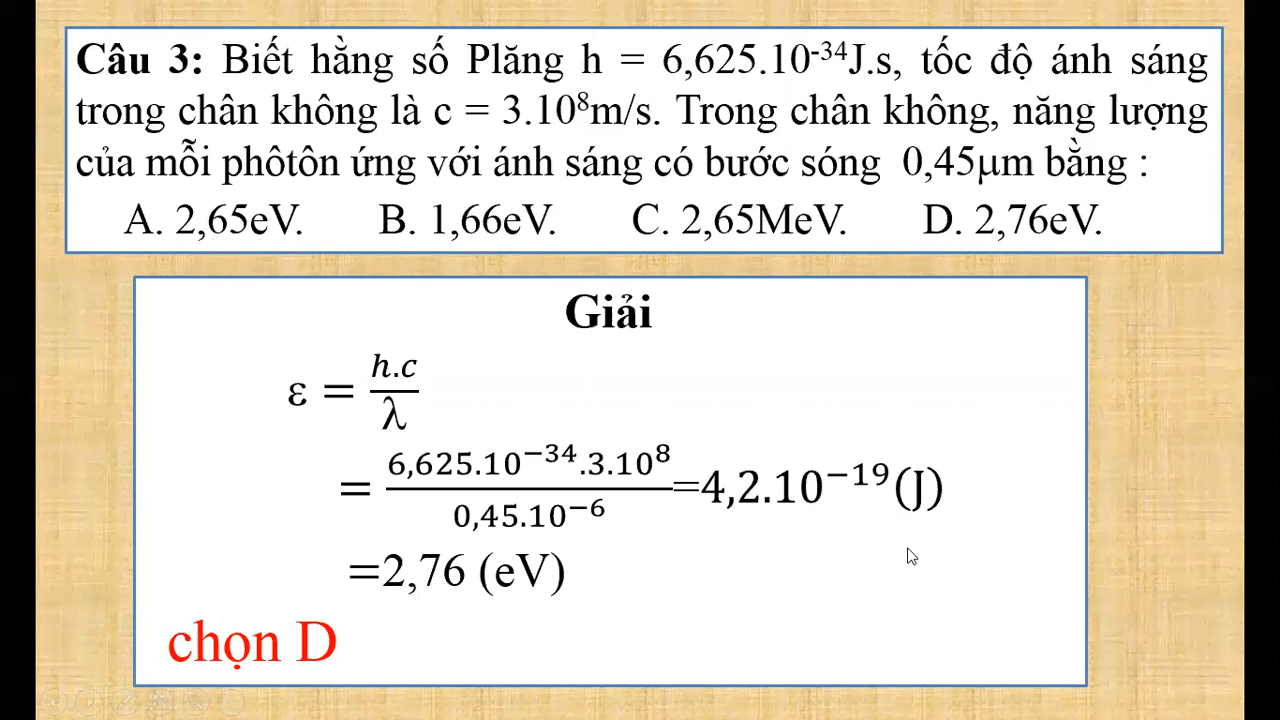 Câu 3: Biết hằng số Plăng h = 6,625.10⁻³⁴J.s, tốc độ ánh sáng
trong chân không là c = 3.10⁸m/s. Trong chân không, năng lượng
của mỗi phôtôn ứng với ánh sáng có bước sóng 0,45μm bằng :
A. 2,65eV. B. 1,66eV. C. 2,65MeV. D. 2,76eV.
Giải
ε = h.c/λ
= 6,625.10⁻³⁴.3.10⁸/0,45.10⁻⁶ =4,2.10⁻¹⁹(J)
=2,76 (eV)
chọn D